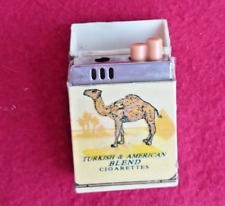 TURKISH & AMERICAN
BLEND
CIGARETTES